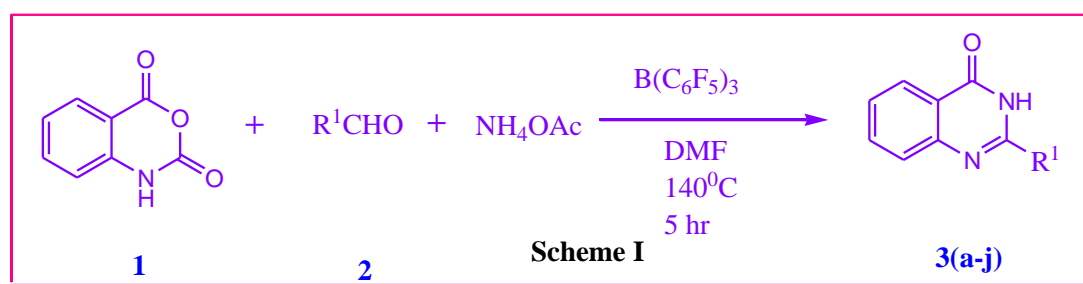 O
O
N
H
O
1
+
R¹CHO
2
+
NH₄OAc
B(C₆F₅)₃
DMF
140⁰C
5 hr
Scheme I
O
NH
N
R¹
3(a-j)